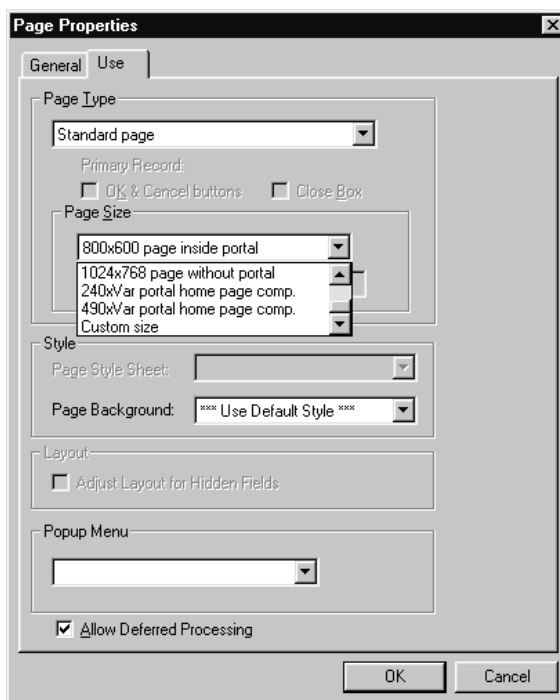 Page Properties
General
Use
Page Type
Standard page
Primary Record:
OK & Cancel buttons
Close Box
Page Size
800x600 page inside portal
1024x768 page without portal
240xVar portal home page comp.
490xVar portal home page comp.
Custom size
Style
Page Style Sheet:
Page Background:
*** Use Default Style ***
Layout
Adjust Layout for Hidden Fields
Popup Menu
Allow Deferred Processing
OK
Cancel